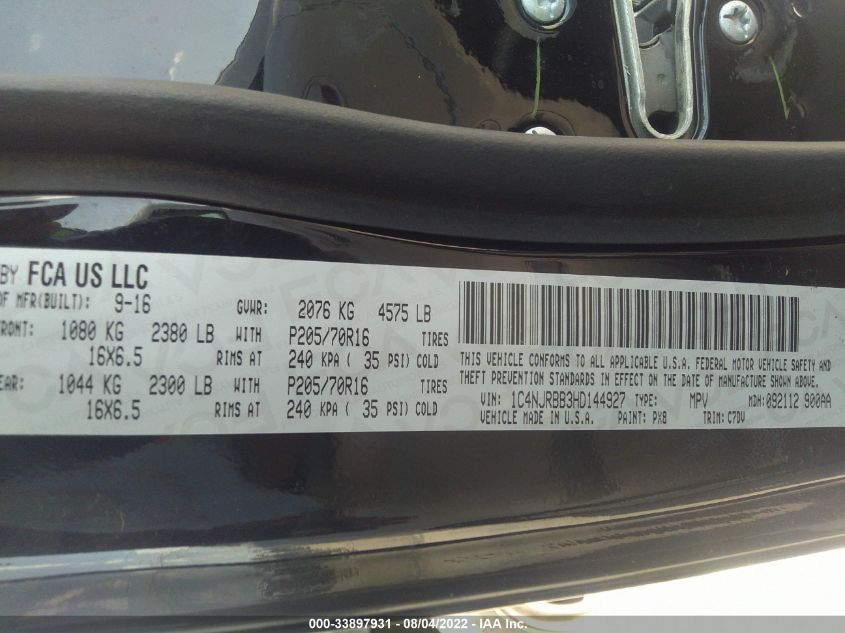 BY FCA US LLC
OF MFR(BUILT): 9-16 GVWR: 2076 KG 4575 LB
FRONT: 1080 KG 2380 LB WITH P205/70R16 TIRES
16X6.5 RIMS AT 240 KPA ( 35 PSI) COLD
EAR: 1044 KG 2300 LB WITH P205/70R16 TIRES
16X6.5 RIMS AT 240 KPA ( 35 PSI) COLD
THIS VEHICLE CONFORMS TO ALL APPLICABLE U.S.A. FEDERAL MOTOR VEHICLE SAFETY AND
THEFT PREVENTION STANDARDS IN EFFECT ON THE DATE OF MANUFACTURE SHOWN ABOVE.
VIN: 1C4NJRBB3HD144927 TYPE: MPV MDH:092112 900AA
VEHICLE MADE IN U.S.A. PAINT: PX8 TRIM: C7DV
000-33897931 - 08/04/2022 - IAA Inc.